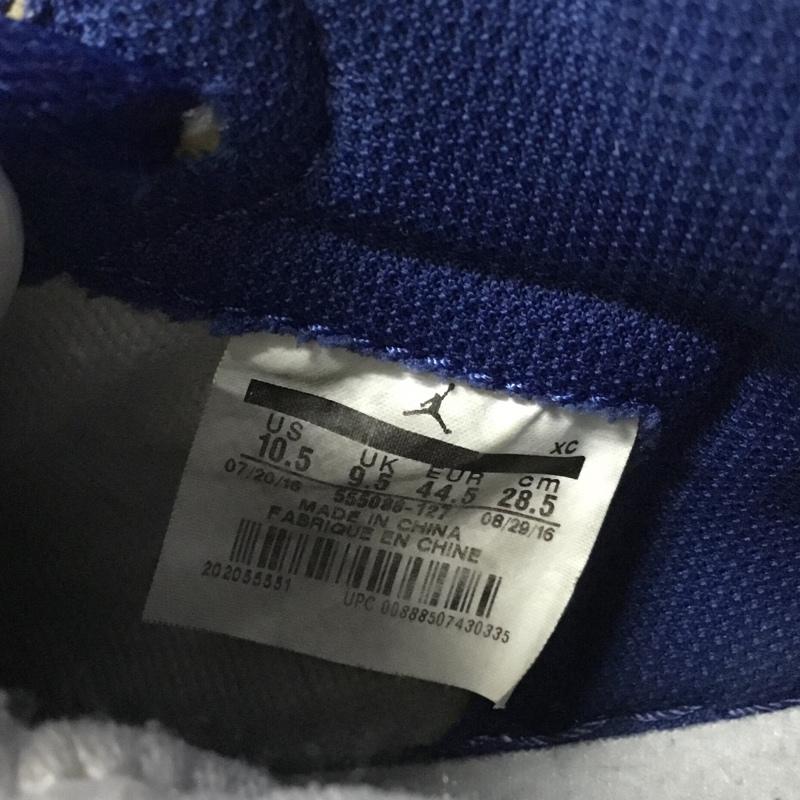 XC
US UK EUR cm
10.5 9.5 44.5 28.5
07/20/16 555088-127 08/29/16
MADE IN CHINA
FABRIQUE EN CHINE
202055551 UPC 00888507430335